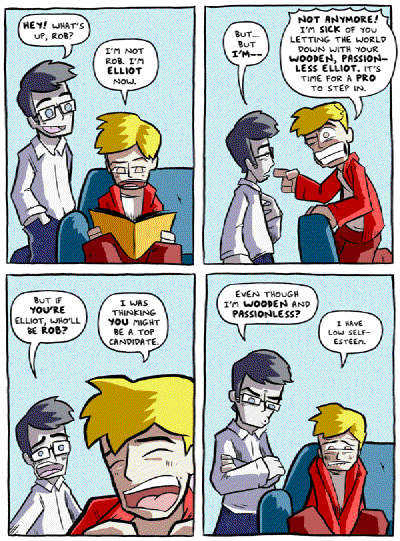 HEY! WHAT'S
UP, ROB?
I'M NOT
ROB. I'M
ELLIOT
NOW.
BUT...
BUT
I'M--
NOT ANYMORE!
I'M SICK OF YOU
LETTING THE WORLD
DOWN WITH YOUR
WOODEN, PASSION-
LESS ELLIOT. IT'S
TIME FOR A PRO
TO STEP IN.
BUT IF
YOU'RE
ELLIOT, WHO'LL
BE ROB?
I WAS
THINKING
YOU MIGHT
BE A TOP
CANDIDATE.
EVEN THOUGH
I'M WOODEN AND
PASSIONLESS?
I HAVE
LOW SELF-
ESTEEM.